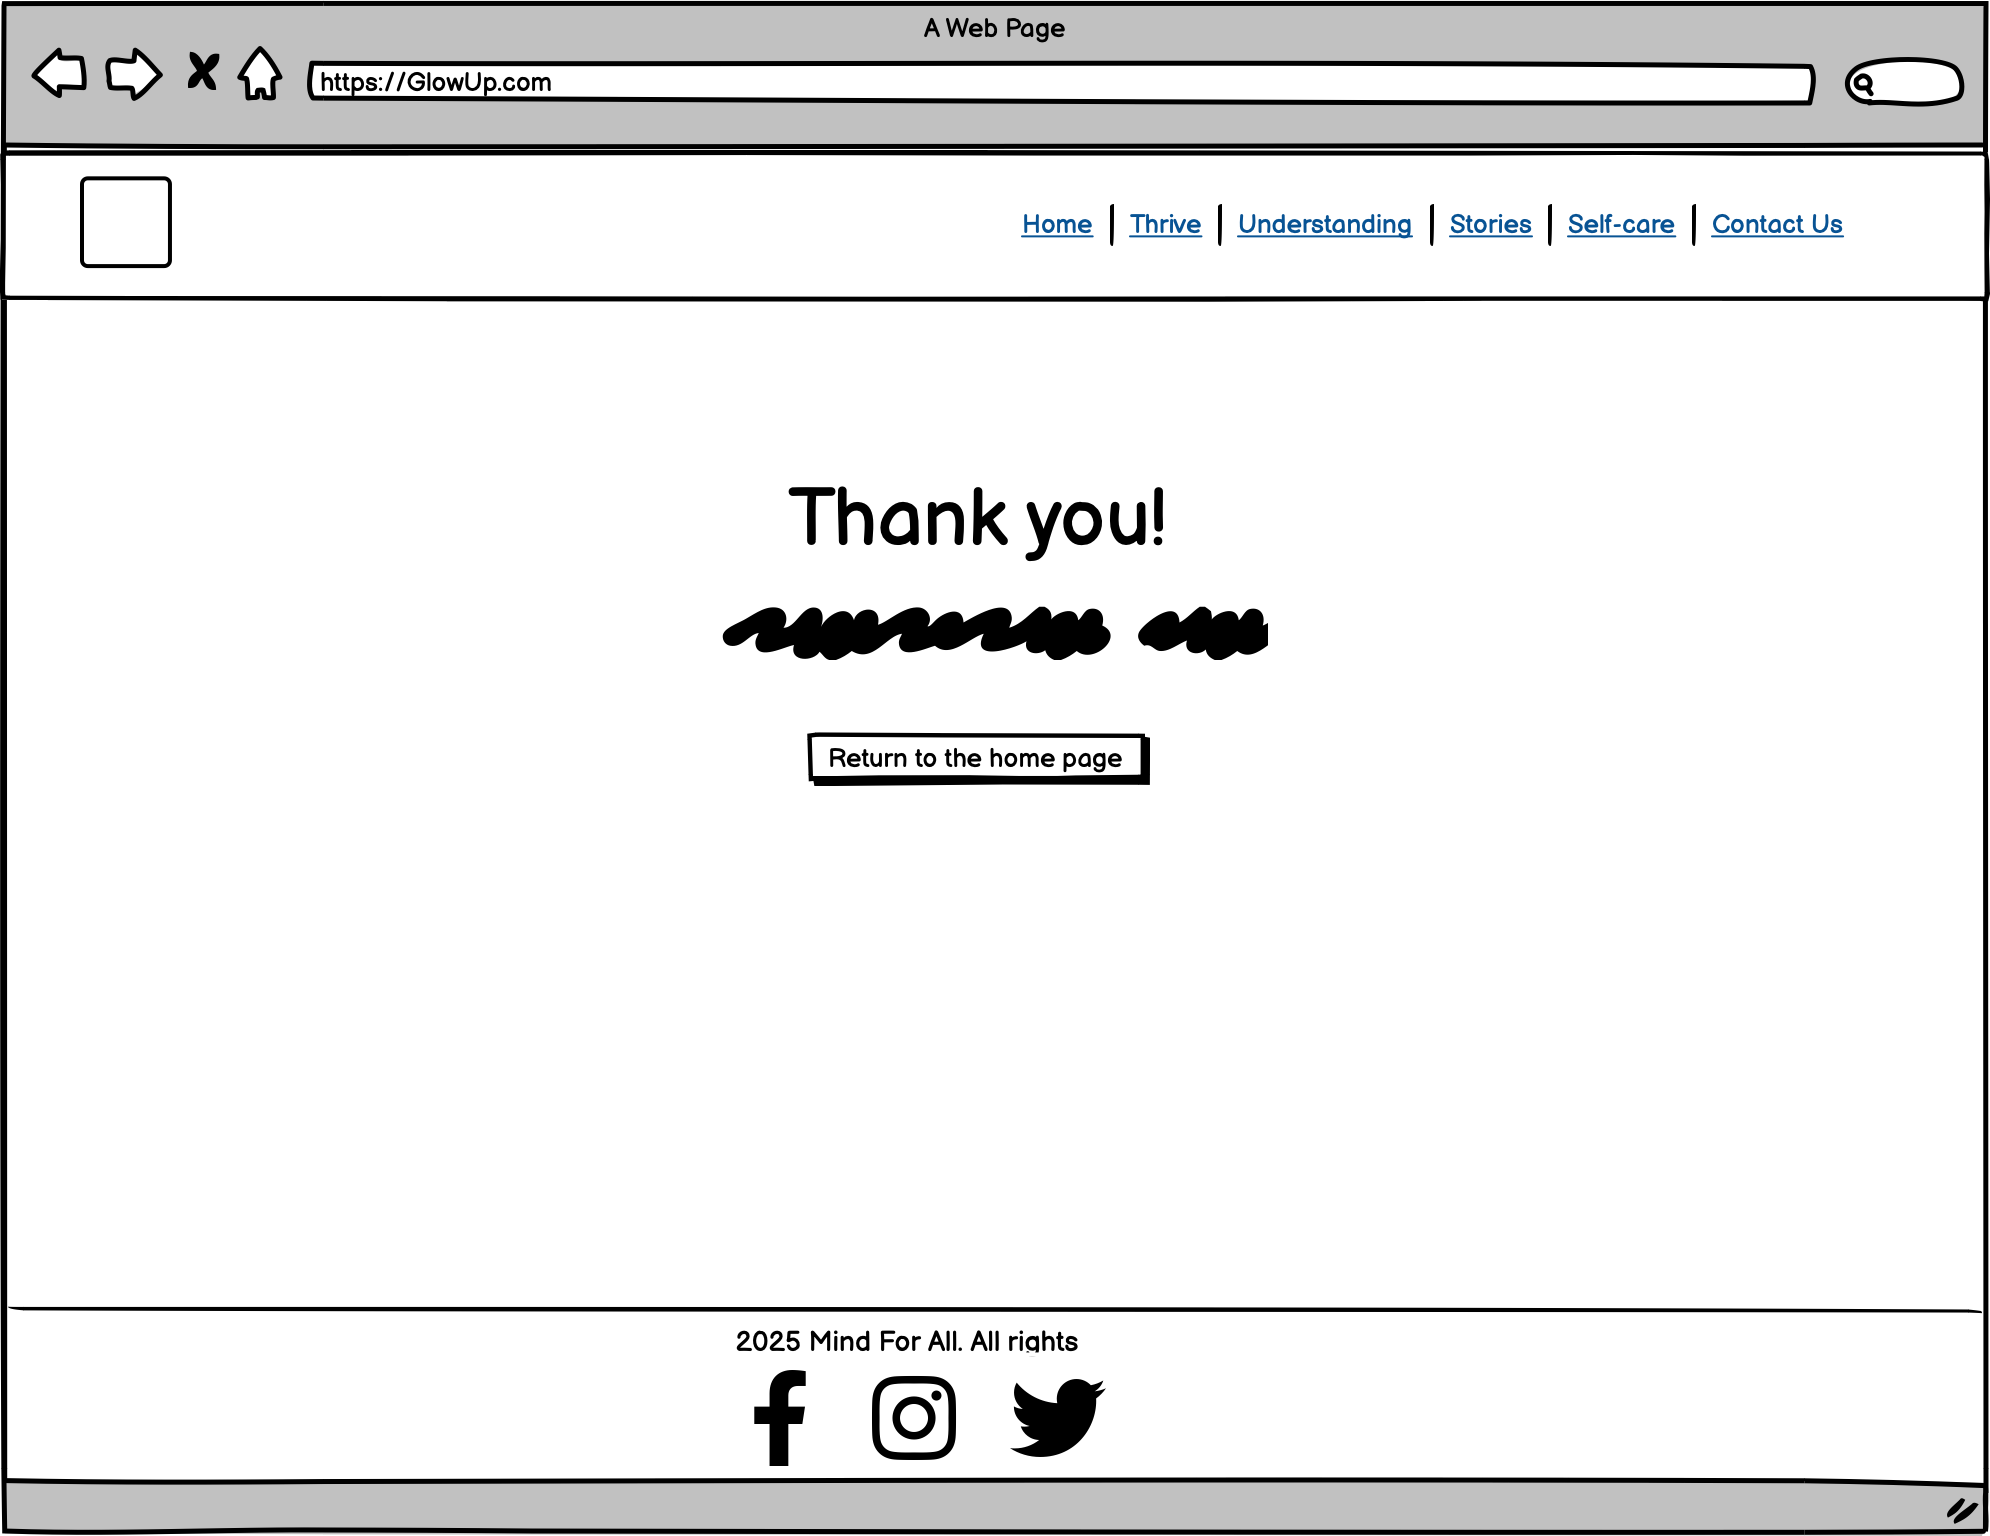 A Web Page
https://GlowUp.com
Home Thrive Understanding Stories Self-care Contact Us
Thank you!
Return to the home page
2025 Mind For All. All rights